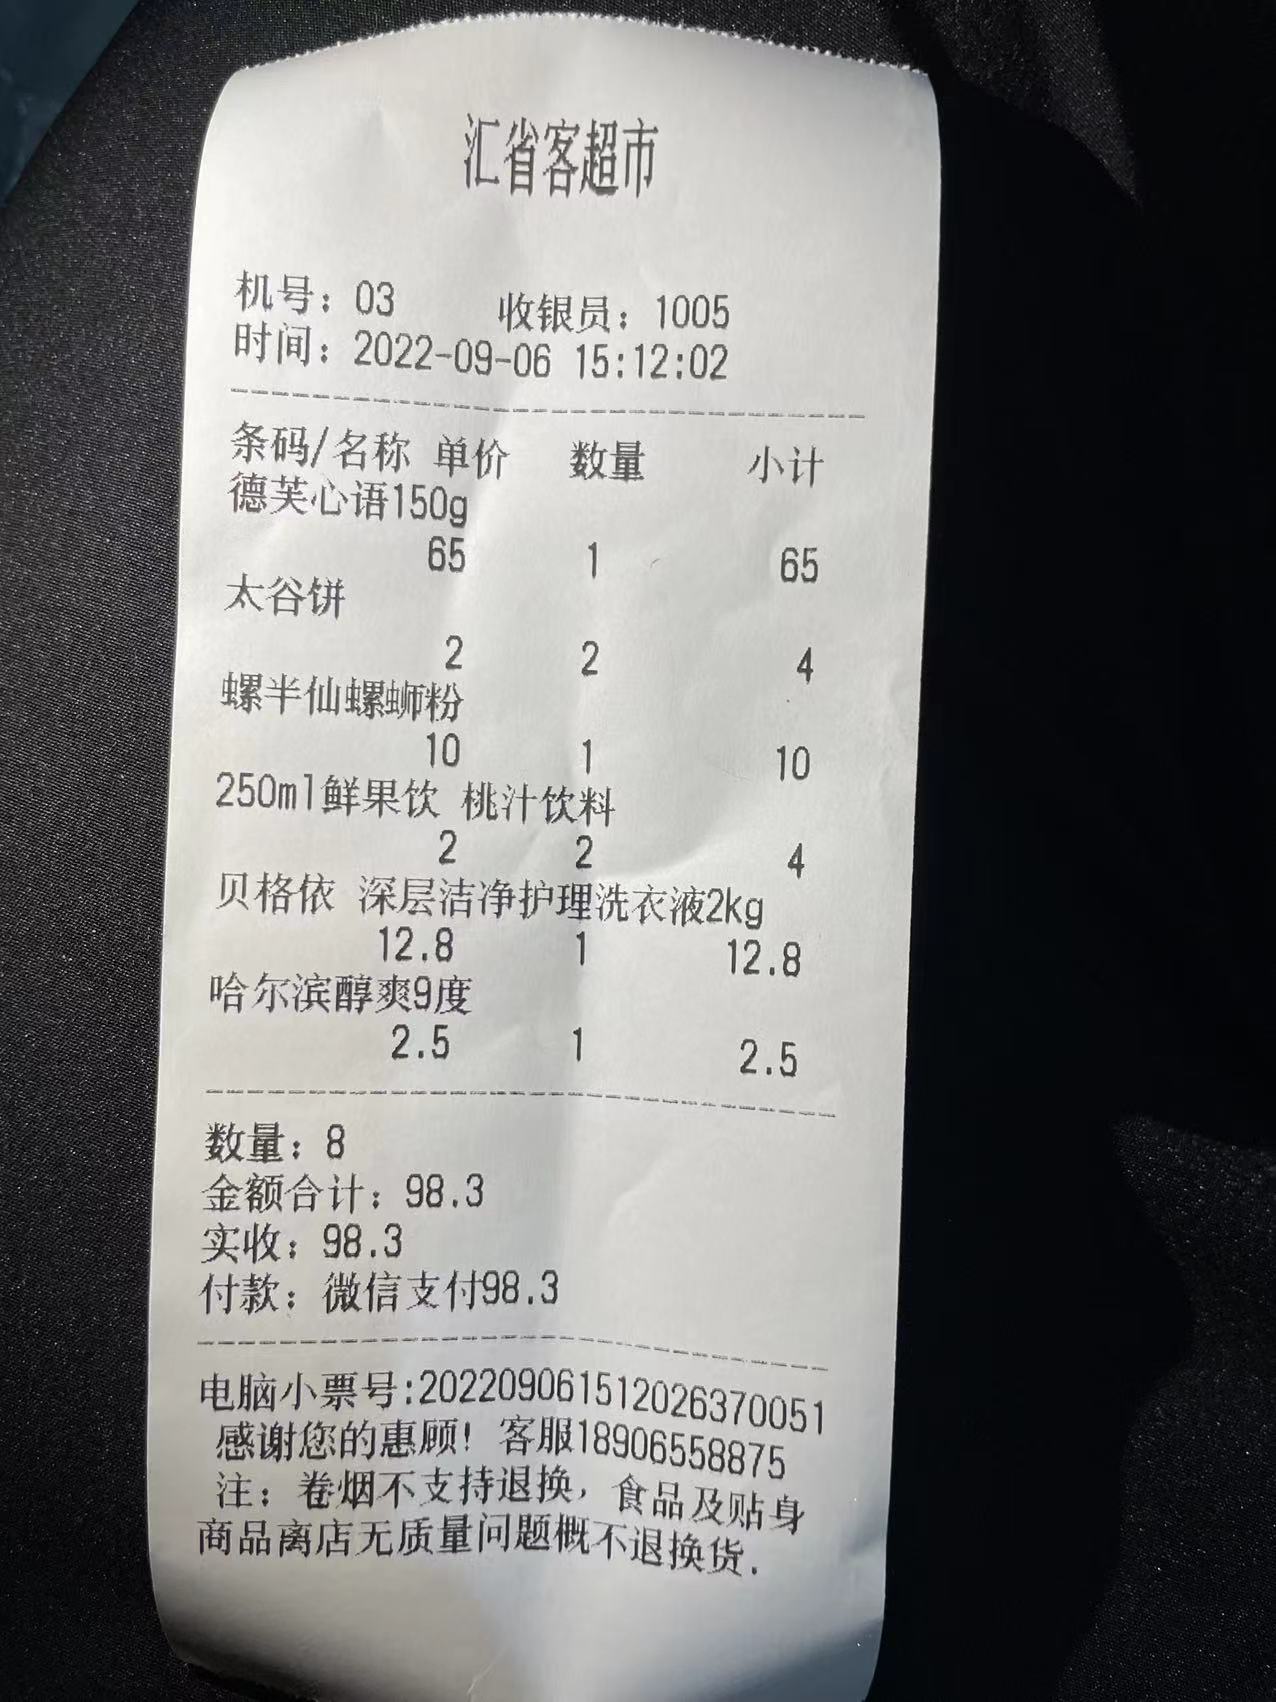 汇省客超市
机号：03 收银员：1005
时间：2022-09-06 15:12:02
条码/名称 单价 数量 小计
德芙心语150g
65 1 65
太谷饼
2 2 4
螺半仙螺蛳粉
10 1 10
250ml鲜果饮 桃汁饮料
2 2 4
贝格依 深层洁净护理洗衣液2kg
12.8 1 12.8
哈尔滨醇爽9度
2.5 1 2.5
数量：8
金额合计：98.3
实收：98.3
付款：微信支付98.3
电脑小票号:202209061512026370051
感谢您的惠顾！客服18906558875
注：卷烟不支持退换，食品及贴身
商品离店无质量问题概不退换货.